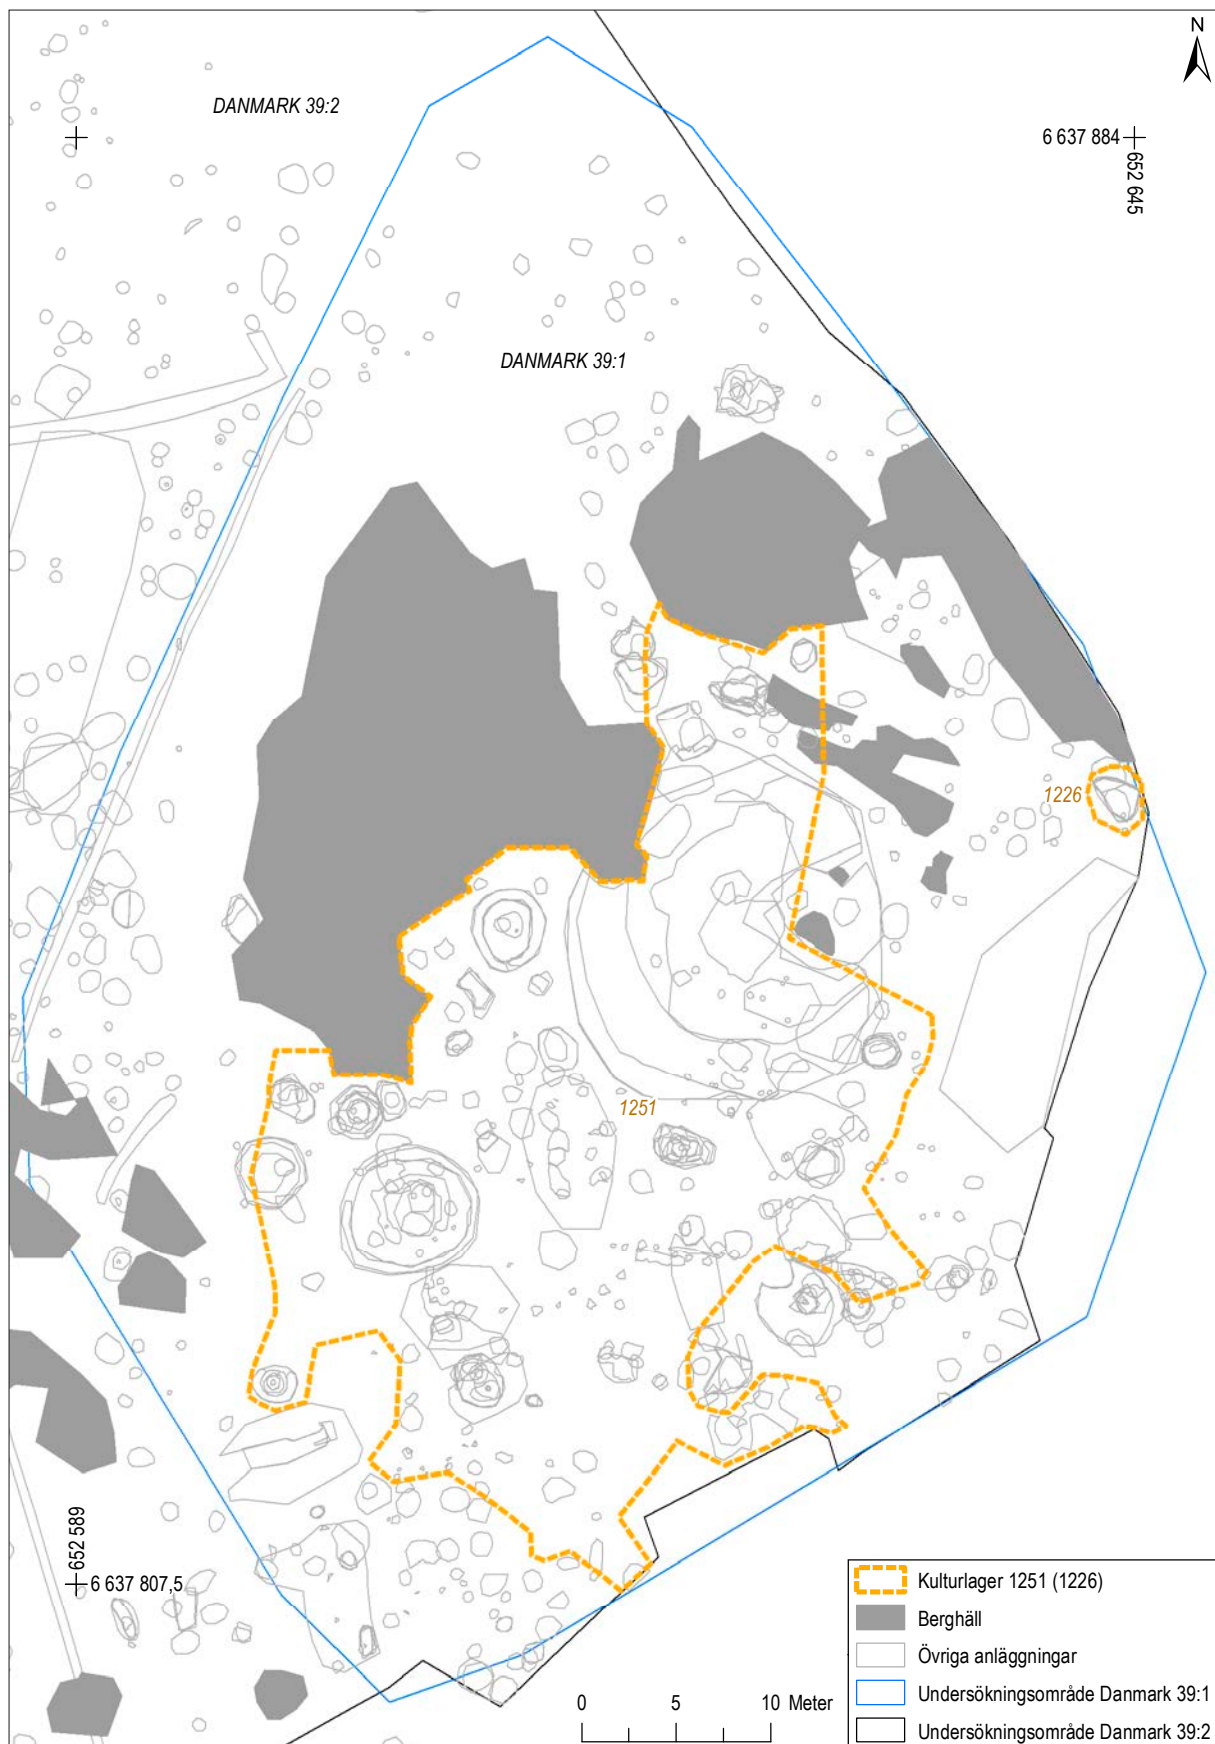 N
DANMARK 39:2
6 637 884
652 645
DANMARK 39:1
1226
1251
652 589
6 637 807,5
0 5 10 Meter
Kulturlager 1251 (1226)
Berghäll
Övriga anläggningar
Undersökningsområde Danmark 39:1
Undersökningsområde Danmark 39:2